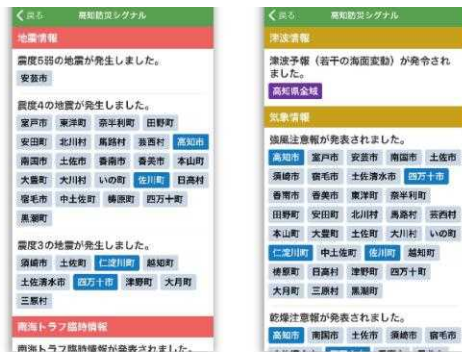 戻る 高知防災シグナル
地震情報
震度5弱の地震が発生しました。
安芸市
震度4の地震が発生しました。
室戸市 東洋町 奈半利町 田野町
安田町 北川村 馬路村 芸西村 高知市
南国市 土佐市 香南市 香美市 本山町
大豊町 大川村 いの町 佐川町 日高村
宿毛市 中土佐町 梼原町 四万十町
黒潮町
震度3の地震が発生しました。
須崎市 土佐町 仁淀川町 越知町
土佐清水市 四万十市 津野町 大月町
三原村
南海トラフ臨時情報
南海トラフ臨時情報が発表されました。
戻る 高知防災シグナル
津波情報
津波予報（若干の海面変動）が発令され
ました。
高知県全域
気象情報
強風注意報が発表されました。
高知市 室戸市 安芸市 南国市 土佐市
須崎市 宿毛市 土佐清水市 四万十市
香南市 香美市 東洋町 奈半利町
田野町 安田町 北川村 馬路村 芸西村
本山町 大豊町 土佐町 大川村 いの町
仁淀川町 中土佐町 佐川町 越知町
梼原町 日高村 津野町 四万十町
大月町 三原村 黒潮町
乾燥注意報が発表されました。
高知市 南国市 土佐市 須崎市 宿毛市